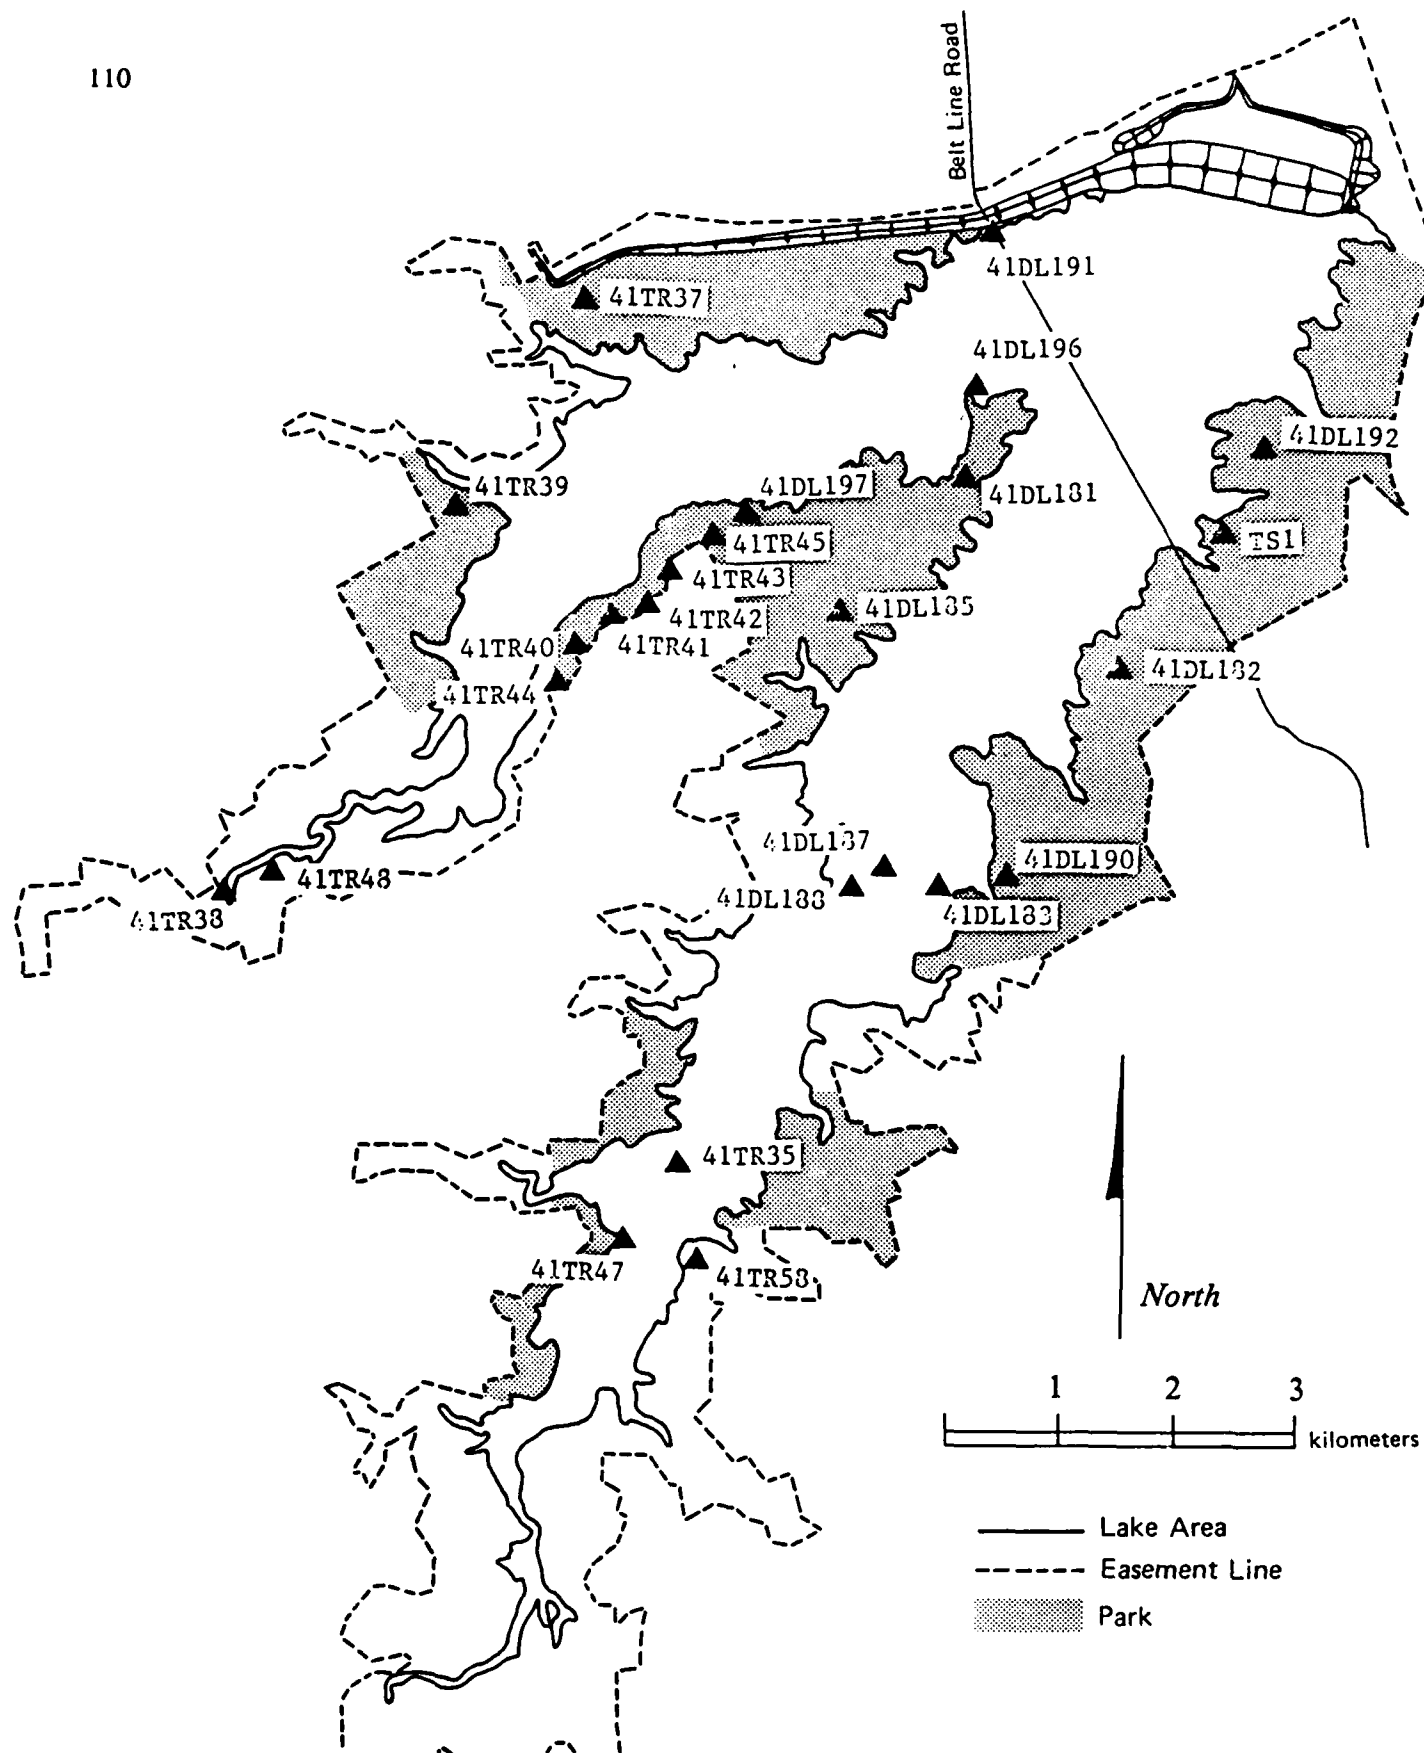 110
Belt Line Road
41DL191
41TR37
41DL196
41DL192
41TR39
41DL197
41DL181
41TR45
TS1
41TR43
41DL185
41TR42
41TR40
41TR41
41DL182
41TR44
41DL187
41DL190
41TR48
41DL188
41TR38
41DL183
41TR35
41TR47
41TR58
North
1 2 3
kilometers
Lake Area
Easement Line
Park